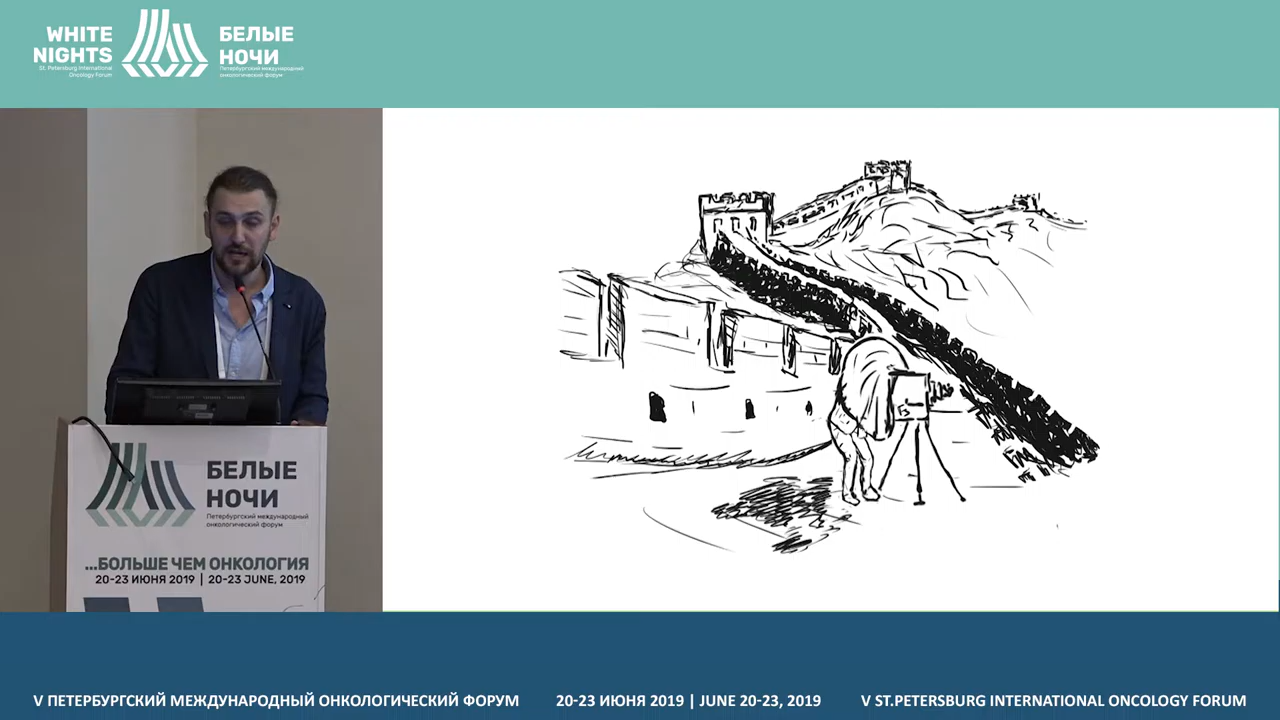 WHITE
NIGHTS
St. Petersburg International
Oncology Forum
БЕЛЫЕ
НОЧИ
Петербургский международный
онкологический форум
БЕЛЫЕ
НОЧИ
Петербургский международный
онкологический форум
...БОЛЬШЕ ЧЕМ ОНКОЛОГИЯ
20-23 ИЮНЯ 2019 | 20-23 JUNE, 2019
V ПЕТЕРБУРГСКИЙ МЕЖДУНАРОДНЫЙ ОНКОЛОГИЧЕСКИЙ ФОРУМ
20-23 ИЮНЯ 2019 | JUNE 20-23, 2019
V ST.PETERSBURG INTERNATIONAL ONCOLOGY FORUM